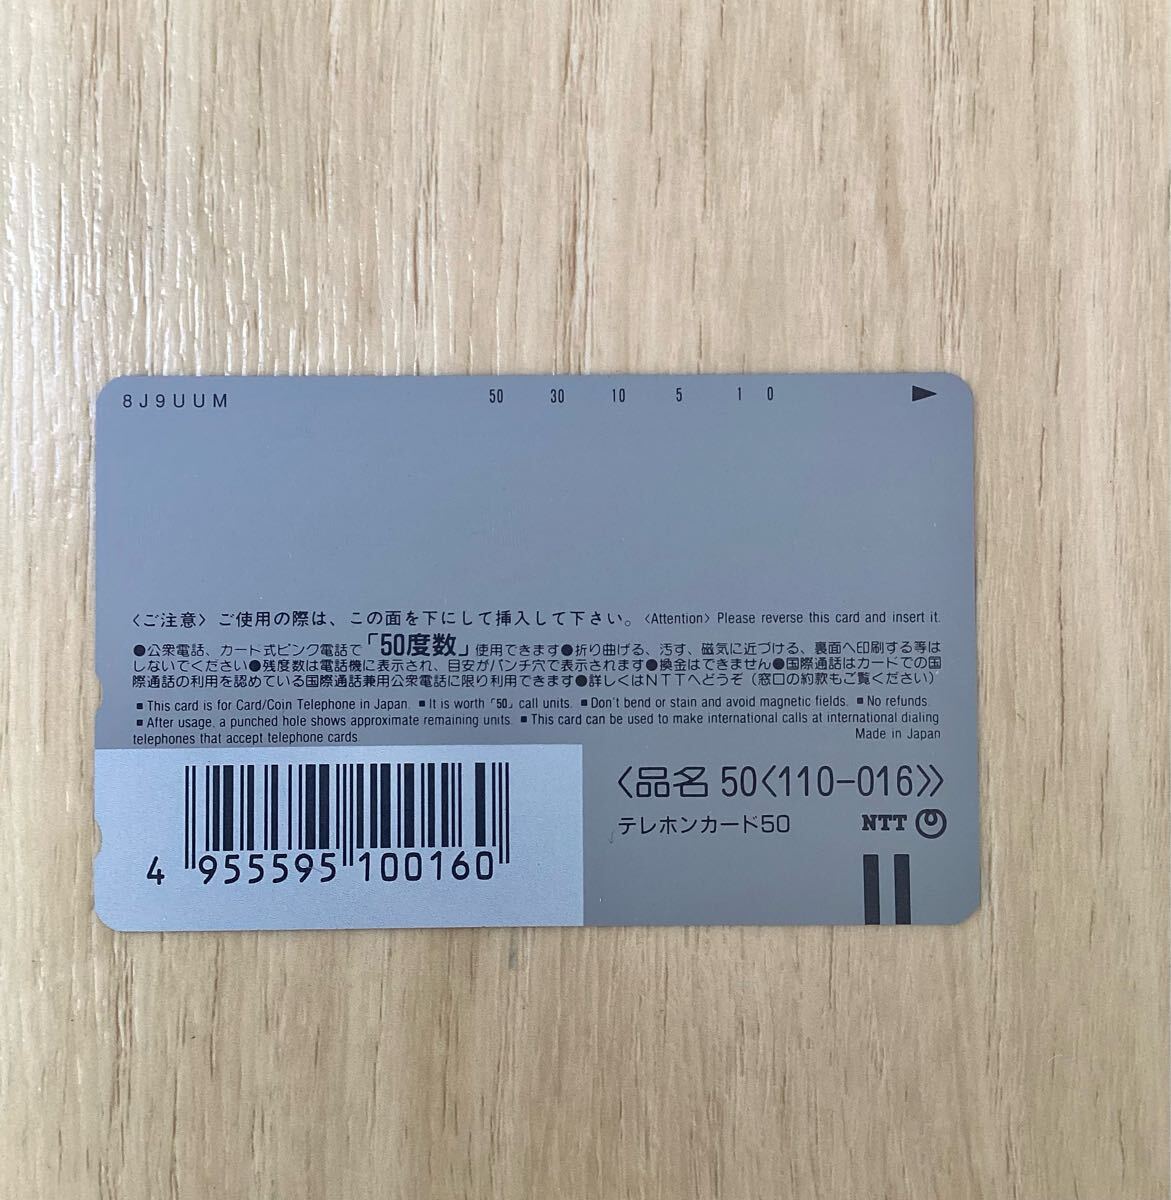 8J9UUM 50 30 10 5 1 0 ▶
〈ご注意〉ご使用の際は、この面を下にして挿入して下さい。〈Attention〉Please reverse this card and insert it.
●公衆電話、カード式ピンク電話で「50度数」使用できます●折り曲げる、汚す、磁気に近づける、裏面へ印刷する等は
しないでください●残度数は電話機に表示され、目安がパンチ穴で表示されます●換金はできません●国際通話はカードでの国
際通話の利用を認めている国際通話兼用公衆電話に限り利用できます●詳しくはNTTへどうぞ(窓口の約款もご覧ください)
■This card is for Card/Coin Telephone in Japan. ■It is worth「50」call units. ■Don't bend or stain and avoid magnetic fields. ■No refunds.
■After usage, a punched hole shows approximate remaining units. ■This card can be used to make international calls at international dialing
telephones that accept telephone cards. Made in Japan
〈品名 50〈110-016〉〉
テレホンカード50 NTT
4 955595 100160